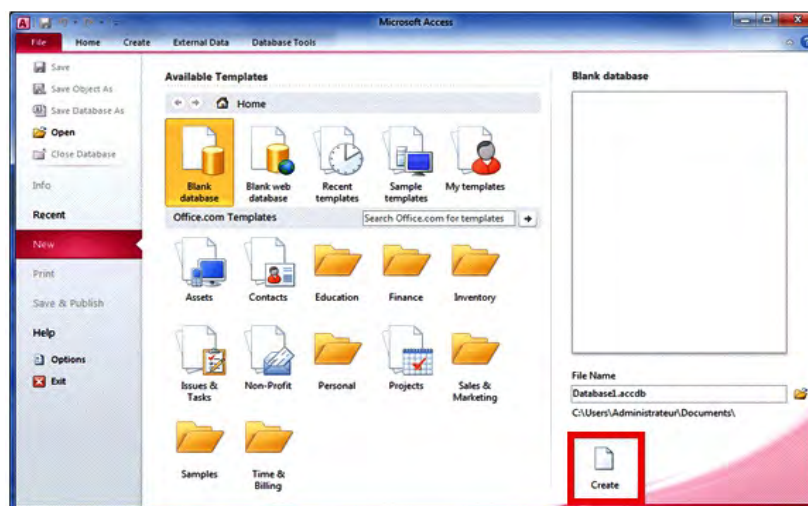 A
Microsoft Access
File Home Create External Data Database Tools
Save
Save Object As
Save Database As
Open
Close Database
Info
Recent
New
Print
Save & Publish
Help
Options
Exit
Available Templates
Home
Blank database
Blank web database
Recent templates
Sample templates
My templates
Office.com Templates
Search Office.com for templates
Assets
Contacts
Education
Finance
Inventory
Issues & Tasks
Non-Profit
Personal
Projects
Sales & Marketing
Samples
Time & Billing
Blank database
File Name
Database1.accdb
C:\Users\Administrateur\Documents\
Create